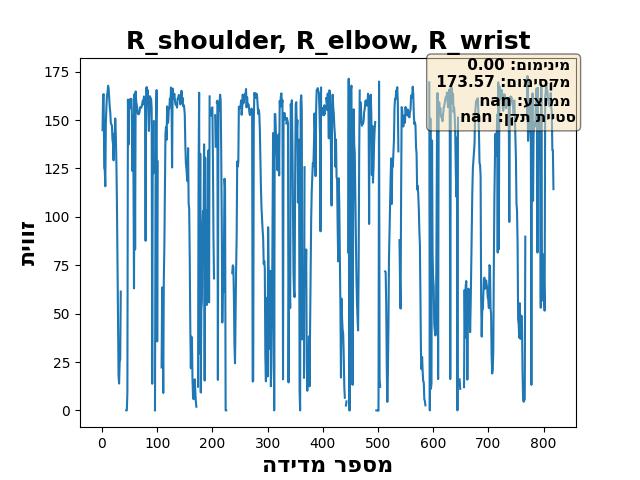 R_shoulder, R_elbow, R_wrist
מינימום: 0.00
מקסימום: 173.57
ממוצע: nan
סטיית תקן: nan
175
150
125
100
75
50
25
0
זווית
0 100 200 300 400 500 600 700 800
מספר מדידה